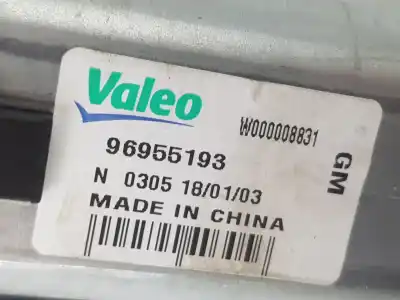 Valeo
W000008831
96955193
GM
N 0305 18/01/03
MADE IN CHINA